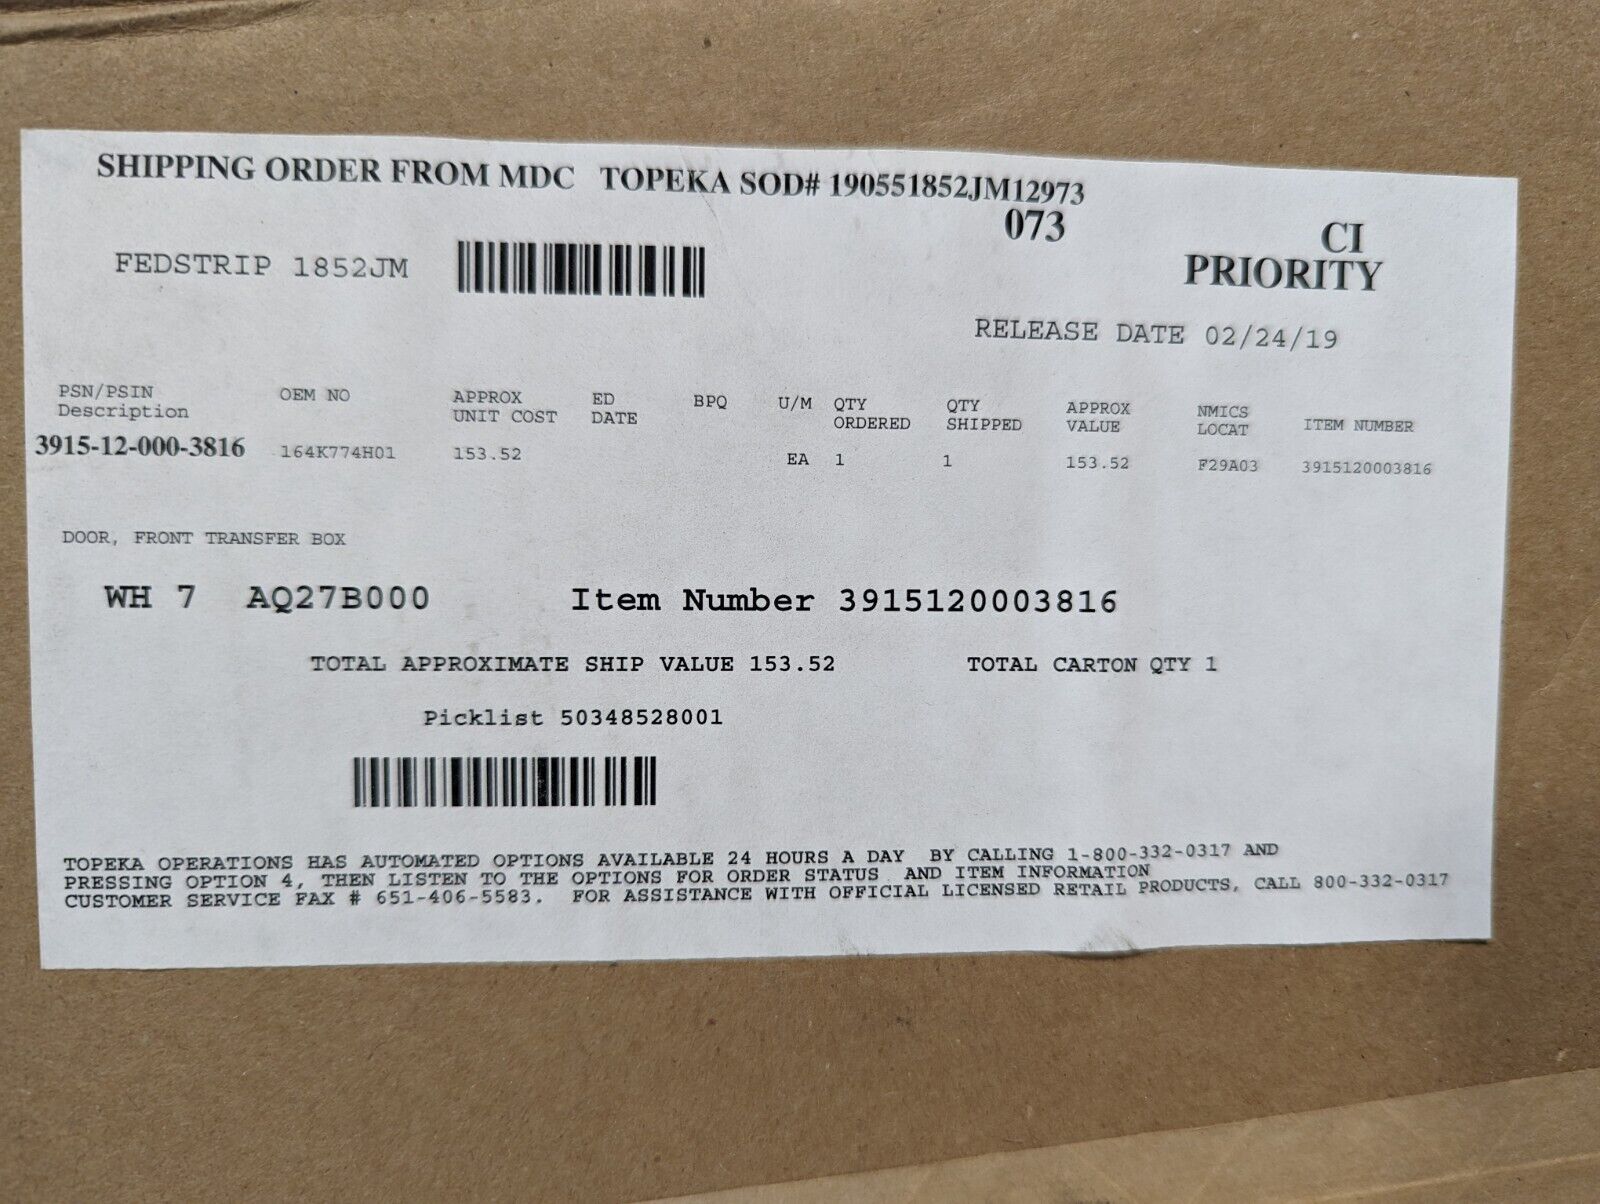 SHIPPING ORDER FROM MDC TOPEKA SOD# 190551852JM12973
073
CI
PRIORITY
FEDSTRIP 1852JM
RELEASE DATE 02/24/19
PSN/PSIN OEM NO APPROX ED BPQ U/M QTY QTY APPROX NMICS ITEM NUMBER
Description UNIT COST DATE ORDERED SHIPPED VALUE LOCAT
3915-12-000-3816 164K774H01 153.52 EA 1 1 153.52 F29A03 3915120003816
DOOR, FRONT TRANSFER BOX
WH 7 AQ27B000 Item Number 3915120003816
TOTAL APPROXIMATE SHIP VALUE 153.52 TOTAL CARTON QTY 1
Picklist 50348528001
TOPEKA OPERATIONS HAS AUTOMATED OPTIONS AVAILABLE 24 HOURS A DAY BY CALLING 1-800-332-0317 AND
PRESSING OPTION 4, THEN LISTEN TO THE OPTIONS FOR ORDER STATUS AND ITEM INFORMATION
CUSTOMER SERVICE FAX # 651-406-5583. FOR ASSISTANCE WITH OFFICIAL LICENSED RETAIL PRODUCTS, CALL 800-332-0317